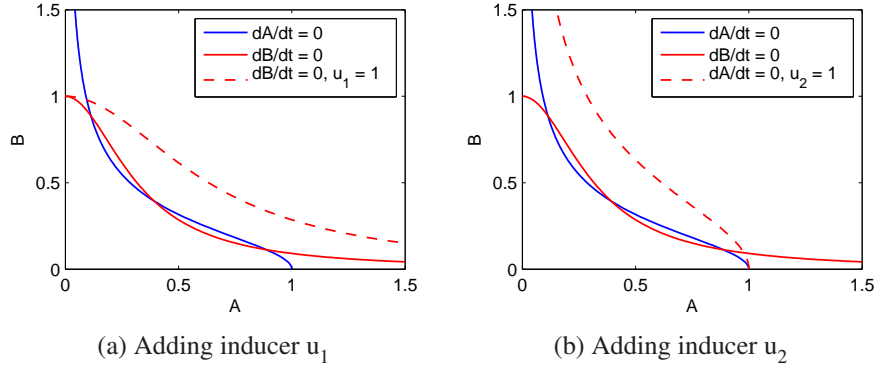 dA/dt = 0
dB/dt = 0
dB/dt = 0, u₁ = 1
1.5
1
0.5
0
B
0
0.5
1
1.5
A
(a) Adding inducer u₁
dA/dt = 0
dB/dt = 0
dA/dt = 0, u₂ = 1
1.5
1
0.5
0
B
0
0.5
1
1.5
A
(b) Adding inducer u₂